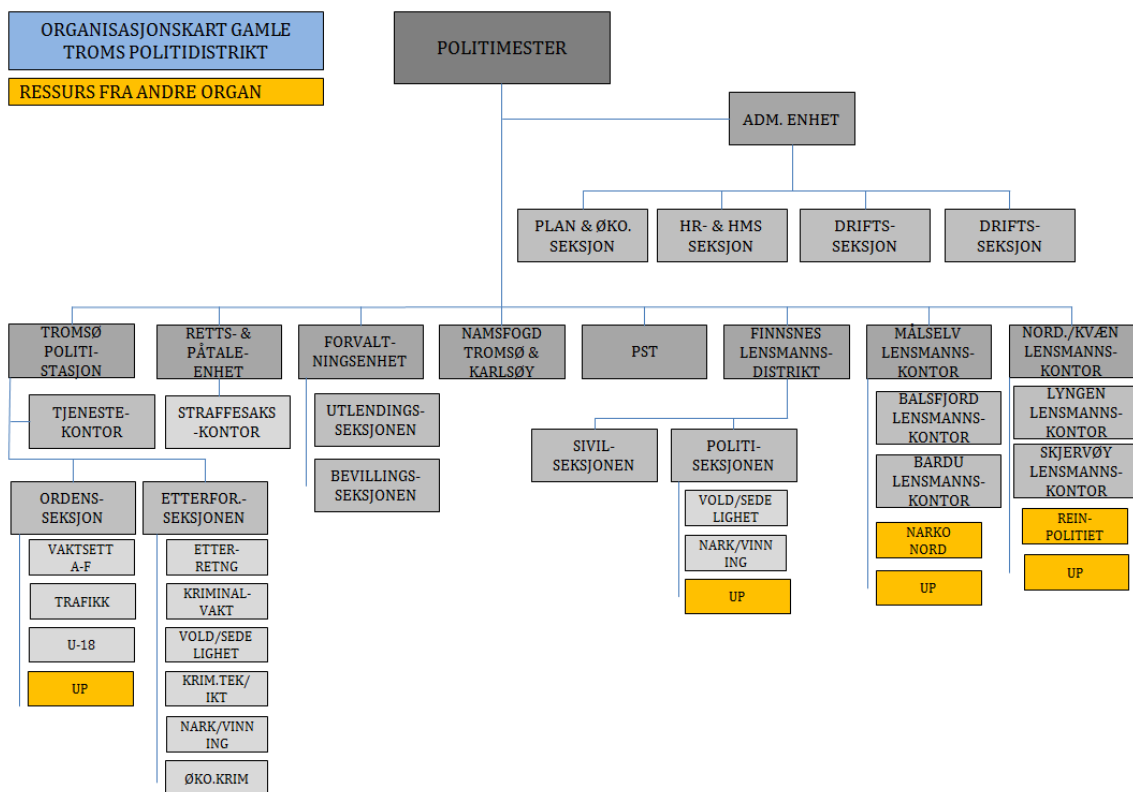 ORGANISASJONSKART GAMLE
TROMS POLITIDISTRIKT
RESSURS FRA ANDRE ORGAN
POLITIMESTER
ADM. ENHET
PLAN & ØKO.
SEKSJON
HR- & HMS
SEKSJON
DRIFTS-
SEKSJON
DRIFTS-
SEKSJON
TROMSØ
POLITI-
STASJON
RETTS- &
PÅTALE-
ENHET
FORVALT-
NINGSENHET
NAMSFOGD
TROMSØ &
KARLSØY
PST
FINNSNES
LENSMANNS-
DISTRIKT
MÅLSELV
LENSMANNS-
KONTOR
NORD./KVÆN
LENSMANNS-
KONTOR
TJENESTE-
KONTOR
STRAFFESAKS
-KONTOR
UTLENDINGS-
SEKSJONEN
BEVILLINGS-
SEKSJONEN
SIVIL-
SEKSJONEN
POLITI-
SEKSJONEN
BALSFJORD
LENSMANNS-
KONTOR
BARDU
LENSMANNS-
KONTOR
LYNGEN
LENSMANNS-
KONTOR
SKJERVØY
LENSMANNS-
KONTOR
ORDENS-
SEKSJON
ETTERFOR.-
SEKSJONEN
VAKTSETT
A-F
TRAFIKK
U-18
UP
ETTER-
RETNG
KRIMINAL-
VAKT
VOLD/SEDE
LIGHET
KRIM.TEK/
IKT
NARK/VINN
ING
ØKO.KRIM
VOLD/SEDE
LIGHET
NARK/VINN
ING
UP
NARKO
NORD
UP
REIN-
POLITIET
UP